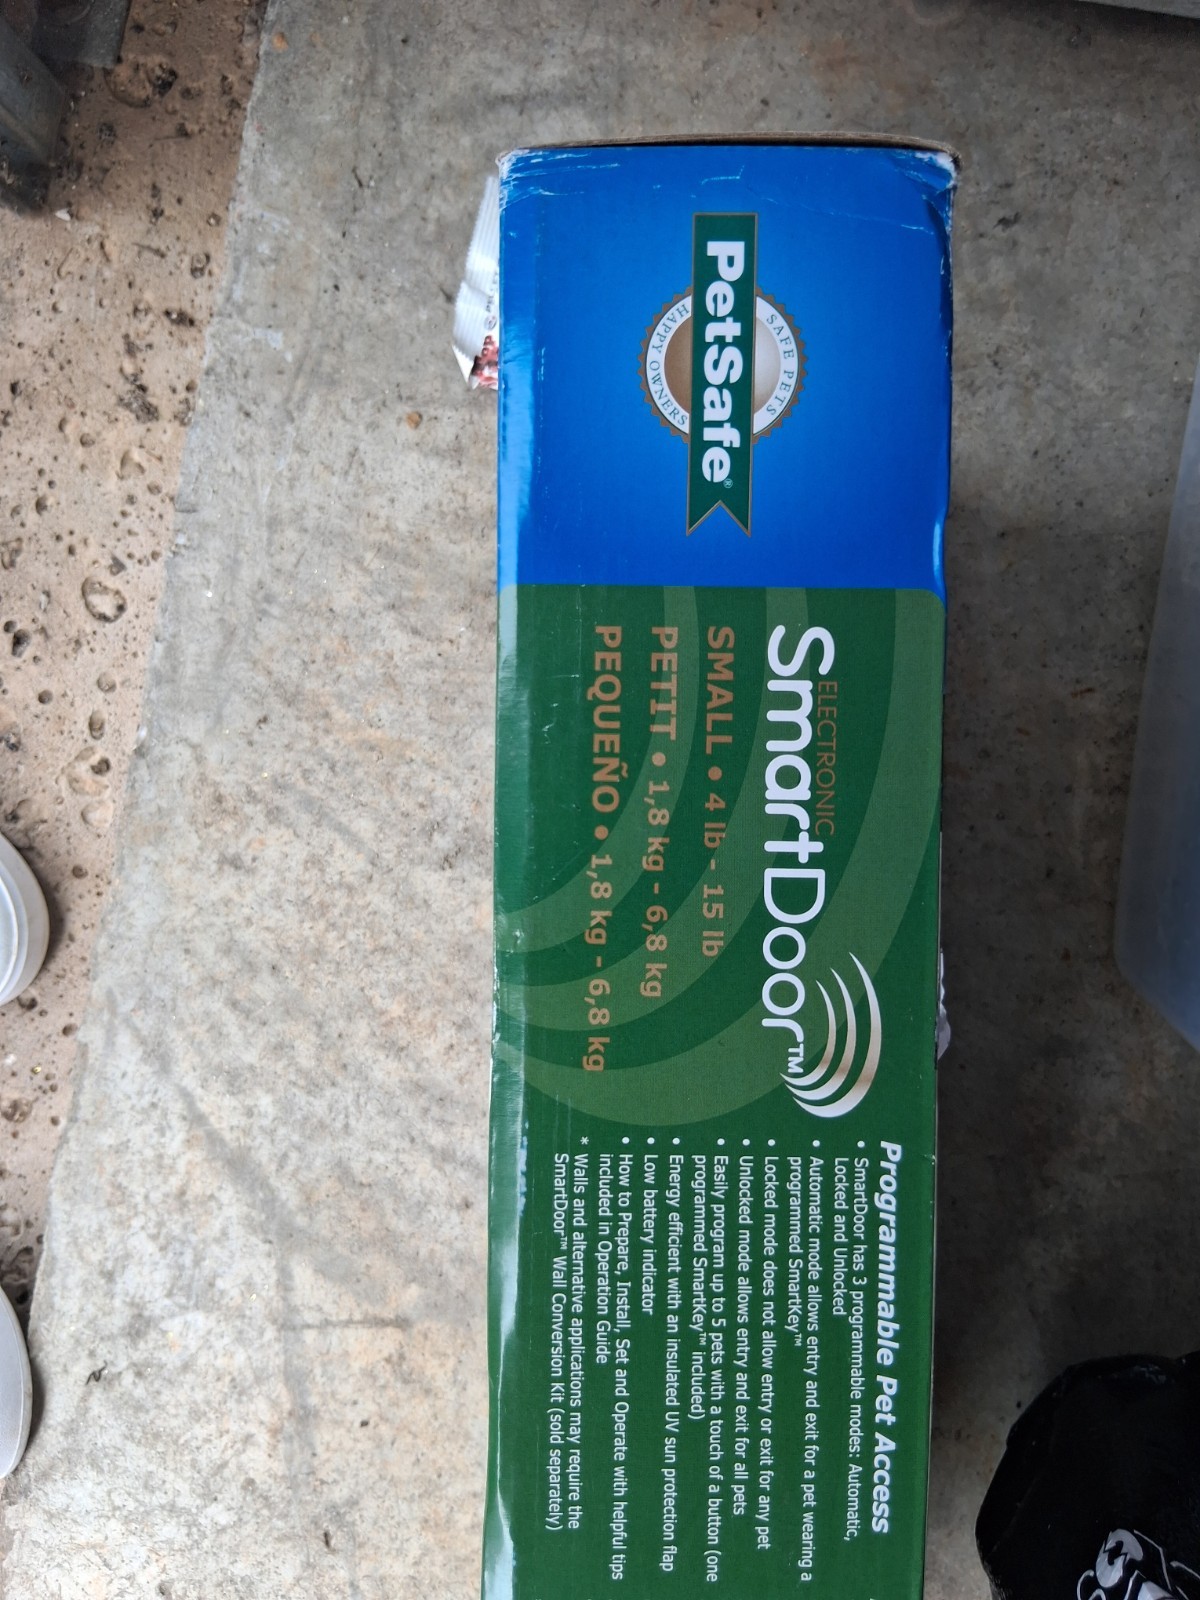 PetSafe®
SAFE PETS
HAPPY OWNERS
ELECTRONIC
SmartDoor™
SMALL • 4 lb - 15 lb
PETIT • 1,8 kg - 6,8 kg
PEQUEÑO • 1,8 kg - 6,8 kg
Programmable Pet Access
• SmartDoor has 3 programmable modes: Automatic,
Locked and Unlocked
• Automatic mode allows entry and exit for a pet wearing a
programmed SmartKey™
• Locked mode does not allow entry or exit for any pet
• Unlocked mode allows entry and exit for all pets
• Easily program up to 5 pets with a touch of a button (one
programmed SmartKey™ included)
• Energy efficient with an insulated UV sun protection flap
• Low battery indicator
• How to Prepare, Install, Set and Operate with helpful tips
included in Operation Guide
* Walls and alternative applications may require the
SmartDoor™ Wall Conversion Kit (sold separately)